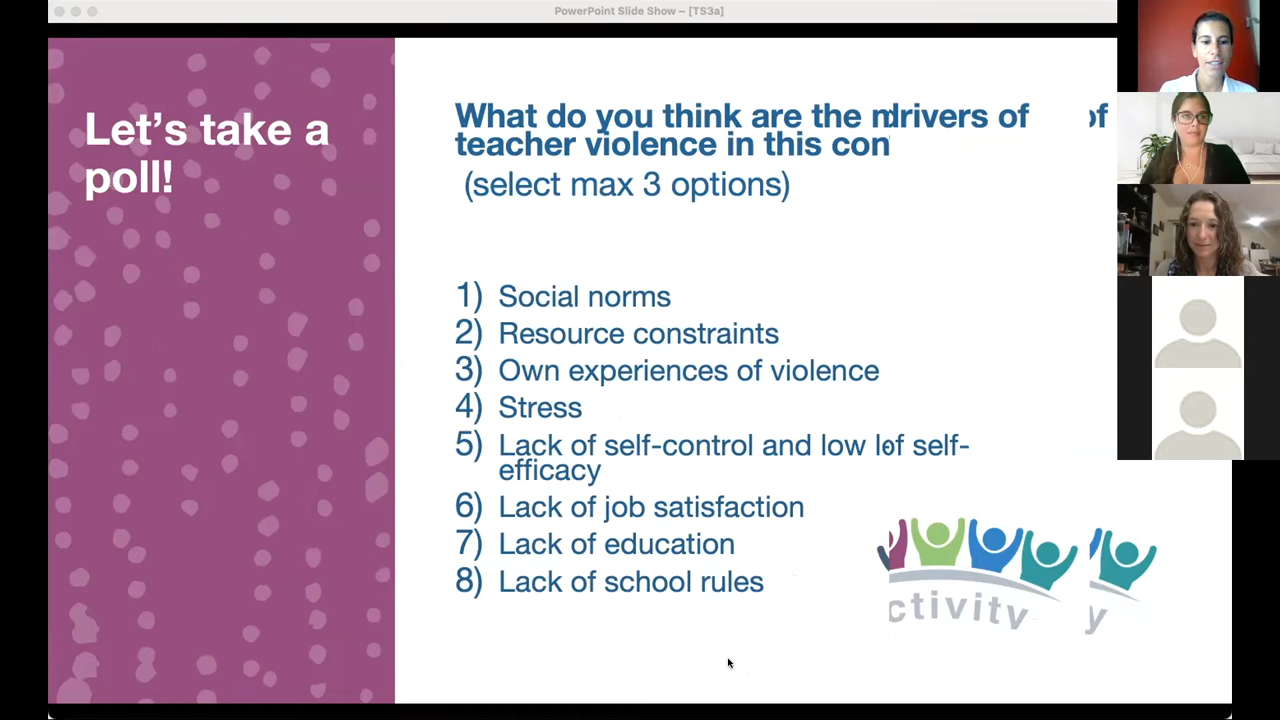 PowerPoint Slide Show – [TS3a]
Let's take a
poll!
What do you think are the drivers of of
teacher violence in this con
(select max 3 options)
1) Social norms
2) Resource constraints
3) Own experiences of violence
4) Stress
5) Lack of self-control and low of self-
efficacy
6) Lack of job satisfaction
7) Lack of education
8) Lack of school rules
ctivity y